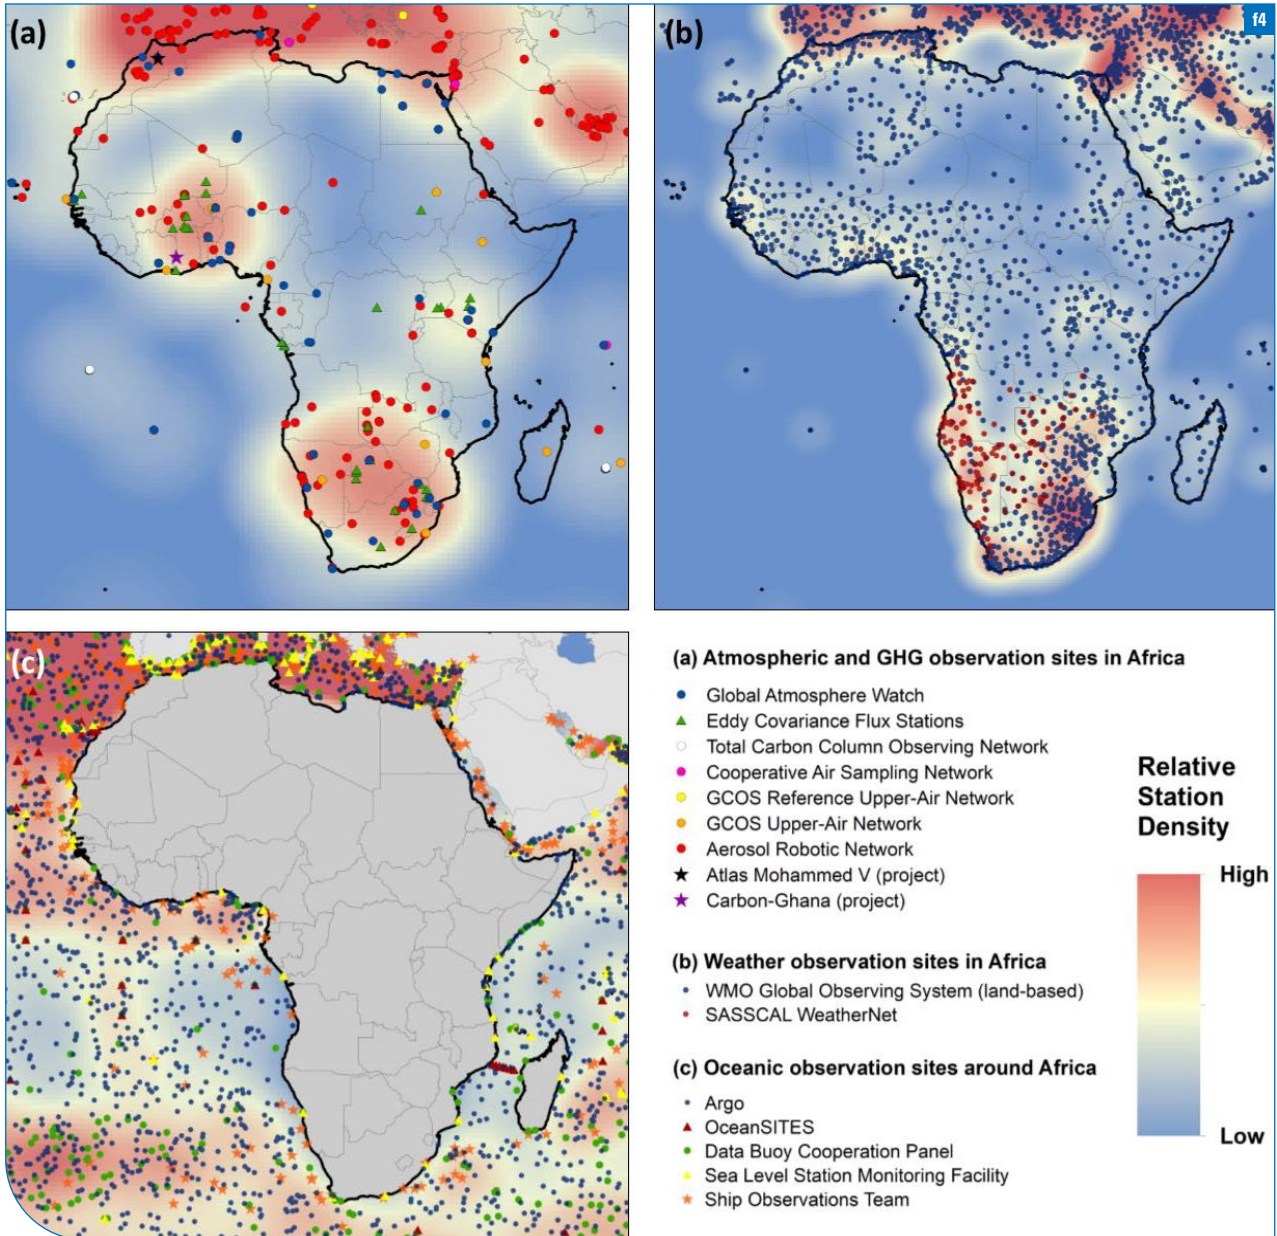 (a)
(b)
f4
(c)
(a) Atmospheric and GHG observation sites in Africa
Global Atmosphere Watch
Eddy Covariance Flux Stations
Total Carbon Column Observing Network
Cooperative Air Sampling Network
GCOS Reference Upper-Air Network
GCOS Upper-Air Network
Aerosol Robotic Network
Atlas Mohammed V (project)
Carbon-Ghana (project)
(b) Weather observation sites in Africa
WMO Global Observing System (land-based)
SASSCAL WeatherNet
(c) Oceanic observation sites around Africa
Argo
OceanSITES
Data Buoy Cooperation Panel
Sea Level Station Monitoring Facility
Ship Observations Team
Relative
Station
Density
High
Low